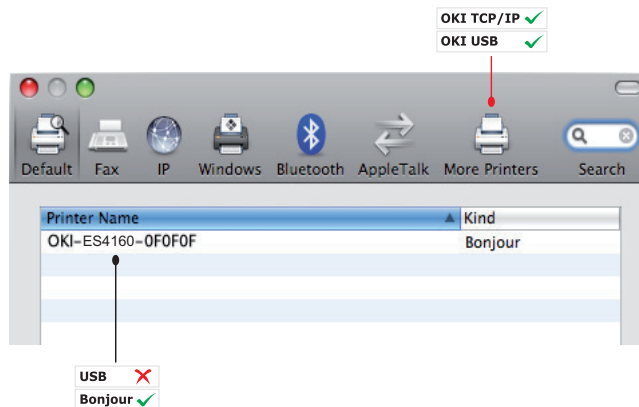 OKI TCP/IP
OKI USB
Default Fax IP Windows Bluetooth AppleTalk More Printers Search
Printer Name Kind
OKI-ES4160-0F0F0F Bonjour
USB
Bonjour